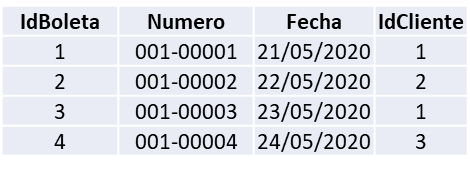 IdBoleta Numero Fecha IdCliente
1 001-00001 21/05/2020 1
2 001-00002 22/05/2020 2
3 001-00003 23/05/2020 1
4 001-00004 24/05/2020 3